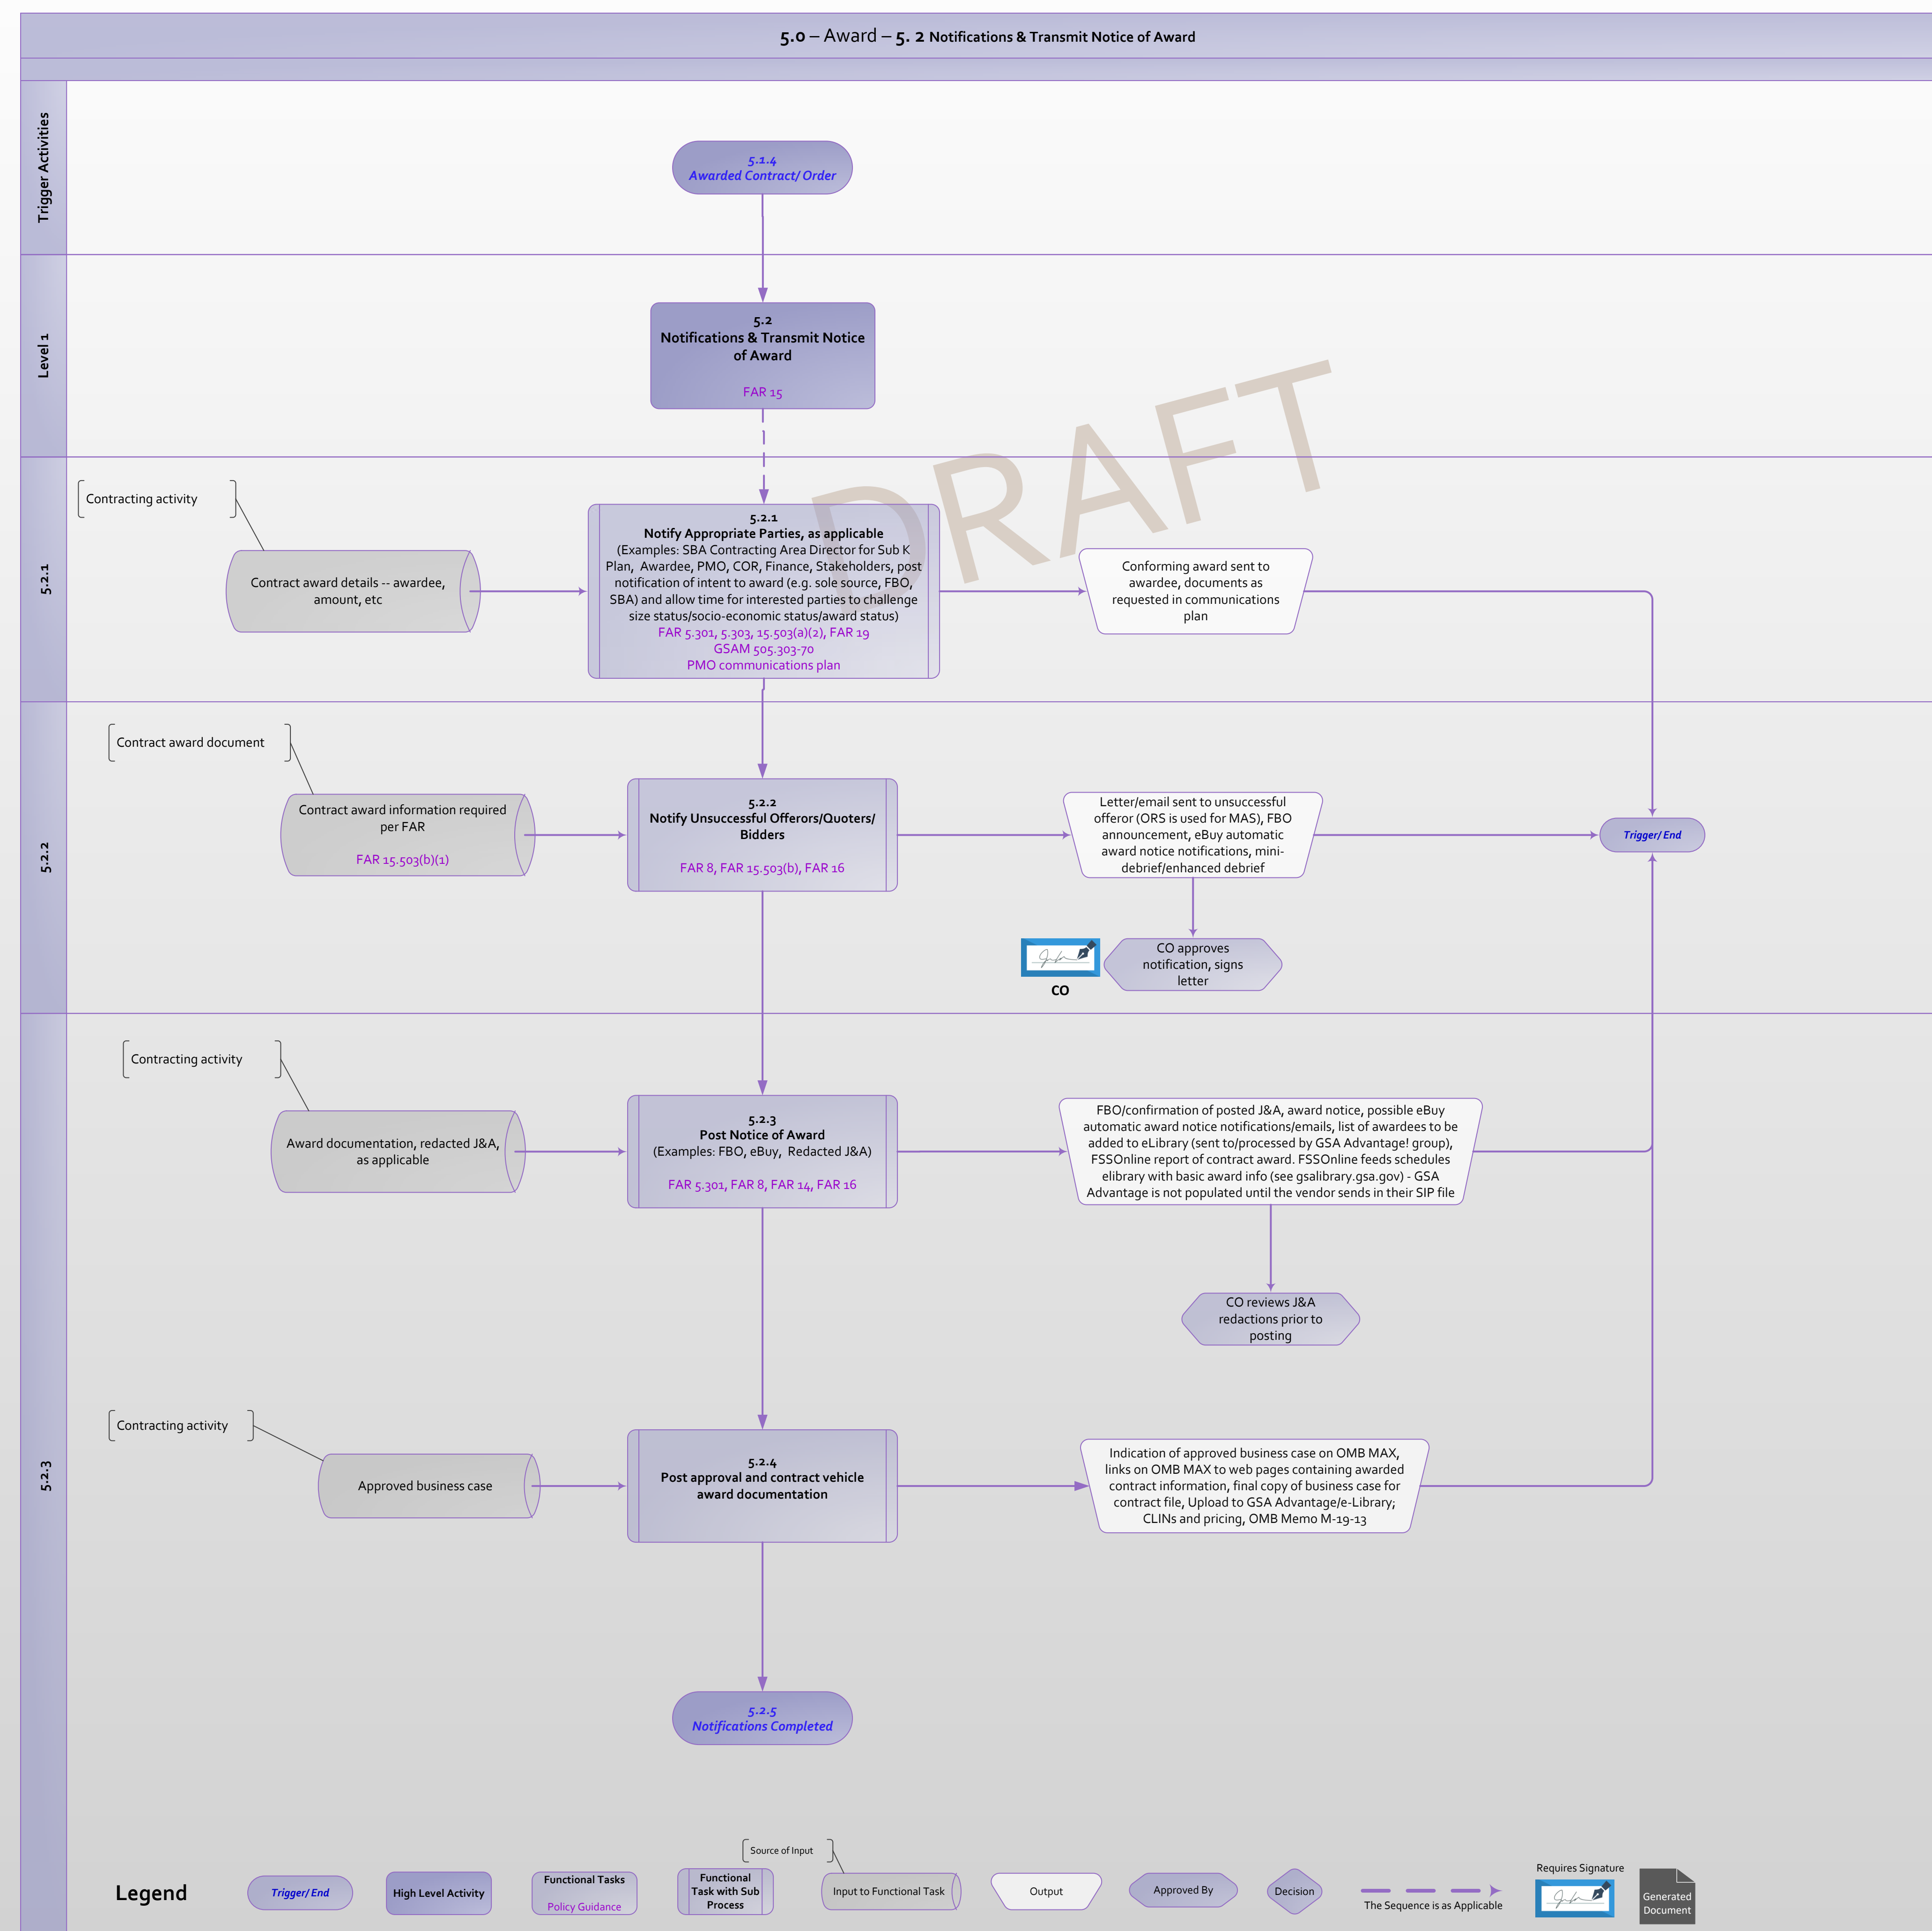 5.0 – Award – 5. 2 Notifications & Transmit Notice of Award
Trigger Activities
5.1.4
Awarded Contract/ Order
Level 1
5.2
Notifications & Transmit Notice
of Award
FAR 15
DRAFT
5.2.1
Contracting activity
Contract award details -- awardee,
amount, etc
5.2.1
Notify Appropriate Parties, as applicable
(Examples: SBA Contracting Area Director for Sub K
Plan, Awardee, PMO, COR, Finance, Stakeholders, post
notification of intent to award (e.g. sole source, FBO,
SBA) and allow time for interested parties to challenge
size status/socio-economic status/award status)
FAR 5.301, 5.303, 15.503(a)(2), FAR 19
GSAM 505.303-70
PMO communications plan
Conforming award sent to
awardee, documents as
requested in communications
plan
5.2.2
Contract award document
Contract award information required
per FAR
FAR 15.503(b)(1)
5.2.2
Notify Unsuccessful Offerors/Quoters/
Bidders
FAR 8, FAR 15.503(b), FAR 16
Letter/email sent to unsuccessful
offeror (ORS is used for MAS), FBO
announcement, eBuy automatic
award notice notifications, mini-
debrief/enhanced debrief
Trigger/ End
CO
CO approves
notification, signs
letter
5.2.3
Contracting activity
Award documentation, redacted J&A,
as applicable
5.2.3
Post Notice of Award
(Examples: FBO, eBuy, Redacted J&A)
FAR 5.301, FAR 8, FAR 14, FAR 16
FBO/confirmation of posted J&A, award notice, possible eBuy
automatic award notice notifications/emails, list of awardees to be
added to eLibrary (sent to/processed by GSA Advantage! group),
FSSOnline report of contract award. FSSOnline feeds schedules
elibrary with basic award info (see gsalibrary.gsa.gov) - GSA
Advantage is not populated until the vendor sends in their SIP file
CO reviews J&A
redactions prior to
posting
Contracting activity
Approved business case
5.2.4
Post approval and contract vehicle
award documentation
Indication of approved business case on OMB MAX,
links on OMB MAX to web pages containing awarded
contract information, final copy of business case for
contract file, Upload to GSA Advantage/e-Library;
CLINs and pricing, OMB Memo M-19-13
5.2.5
Notifications Completed
Legend
Trigger/ End
High Level Activity
Functional Tasks
Policy Guidance
Functional
Task with Sub
Process
Source of Input
Input to Functional Task
Output
Approved By
Decision
The Sequence is as Applicable
Requires Signature
Generated
Document